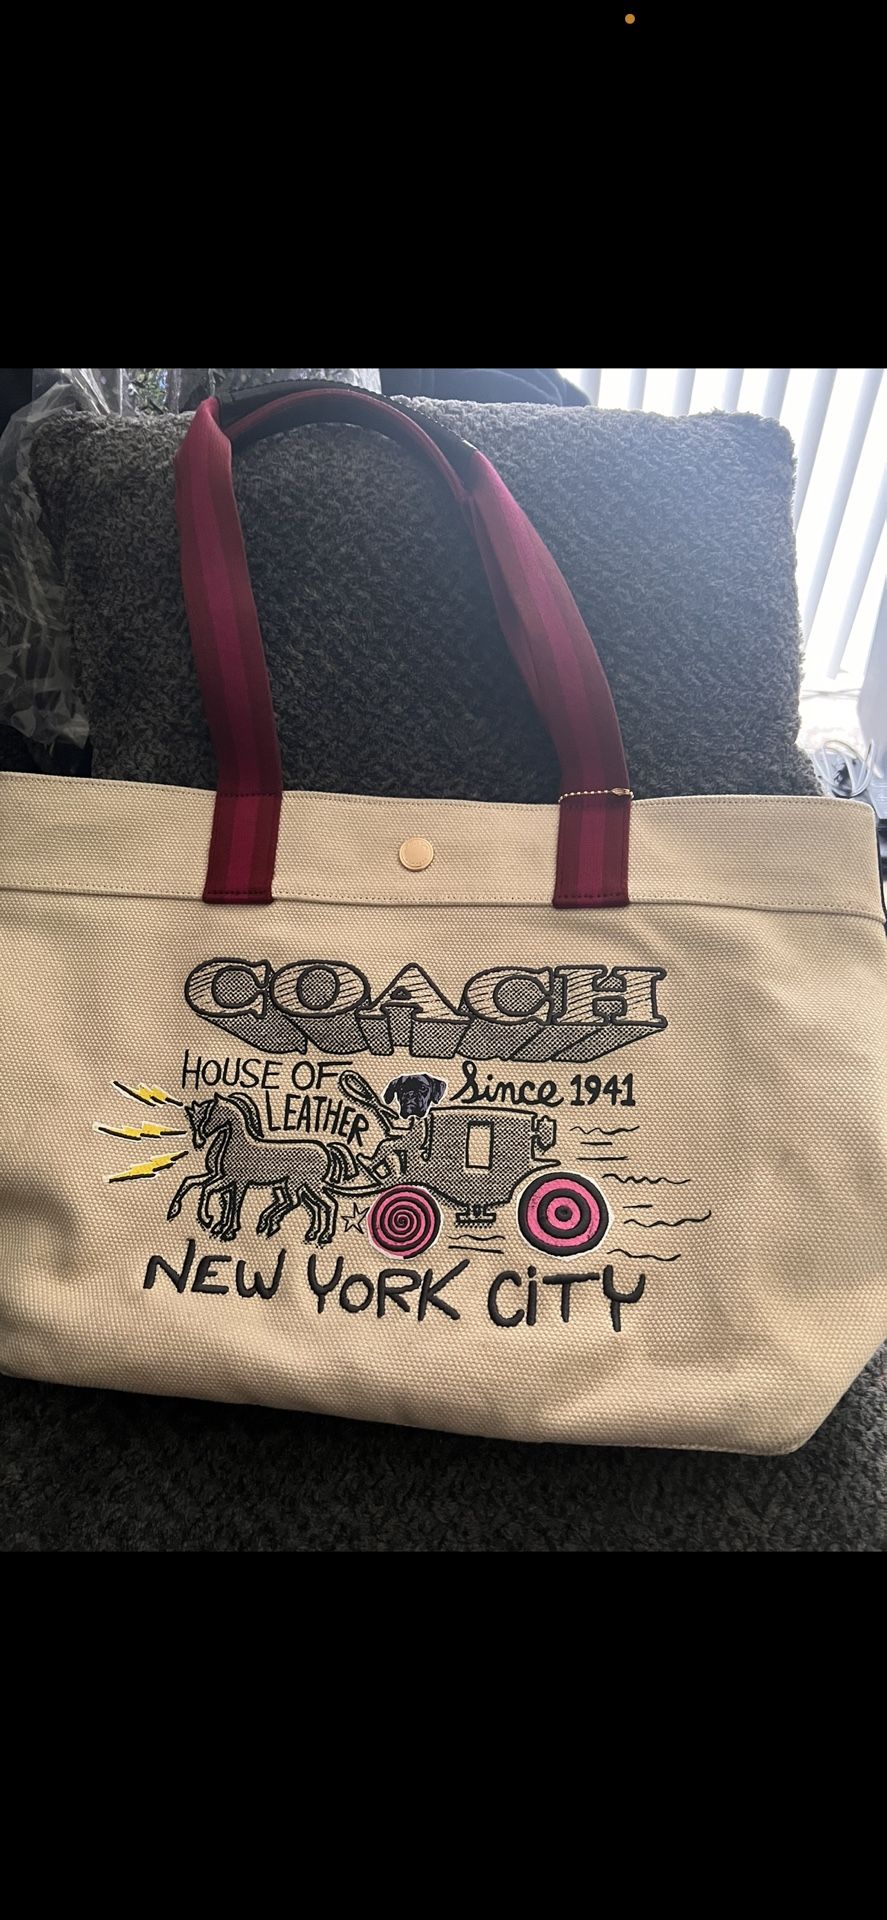 COACH
HOUSE OF
LEATHER
Since 1941
NEW YORK CITY